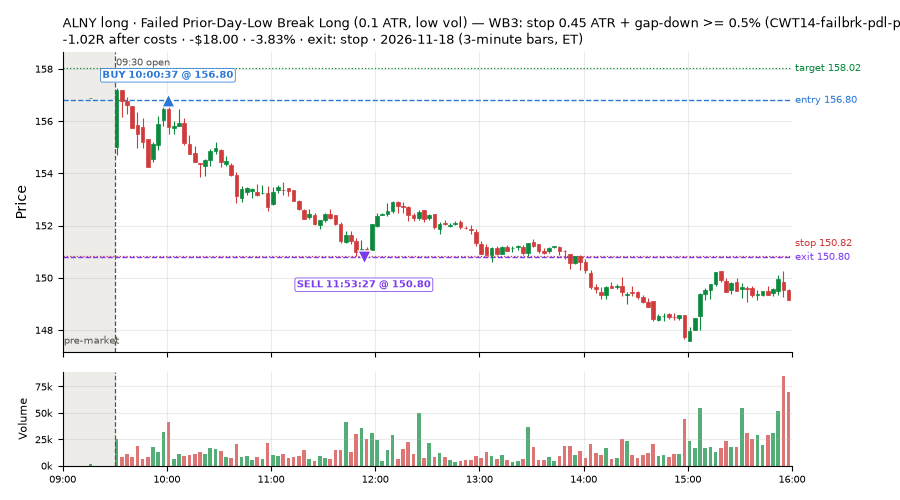 ALNY long · Failed Prior-Day-Low Break Long (0.1 ATR, low vol) — WB3: stop 0.45 ATR + gap-down >= 0.5% (CWT14-failbrk-pdl-p
-1.02R after costs · -$18.00 · -3.83% · exit: stop · 2026-11-18 (3-minute bars, ET)
09:30 open
BUY 10:00:37 @ 156.80
target 158.02
entry 156.80
stop 150.82
exit 150.80
SELL 11:53:27 @ 150.80
pre-market
Price
158
156
154
152
150
148
Volume
75k
50k
25k
0k
09:00 10:00 11:00 12:00 13:00 14:00 15:00 16:00